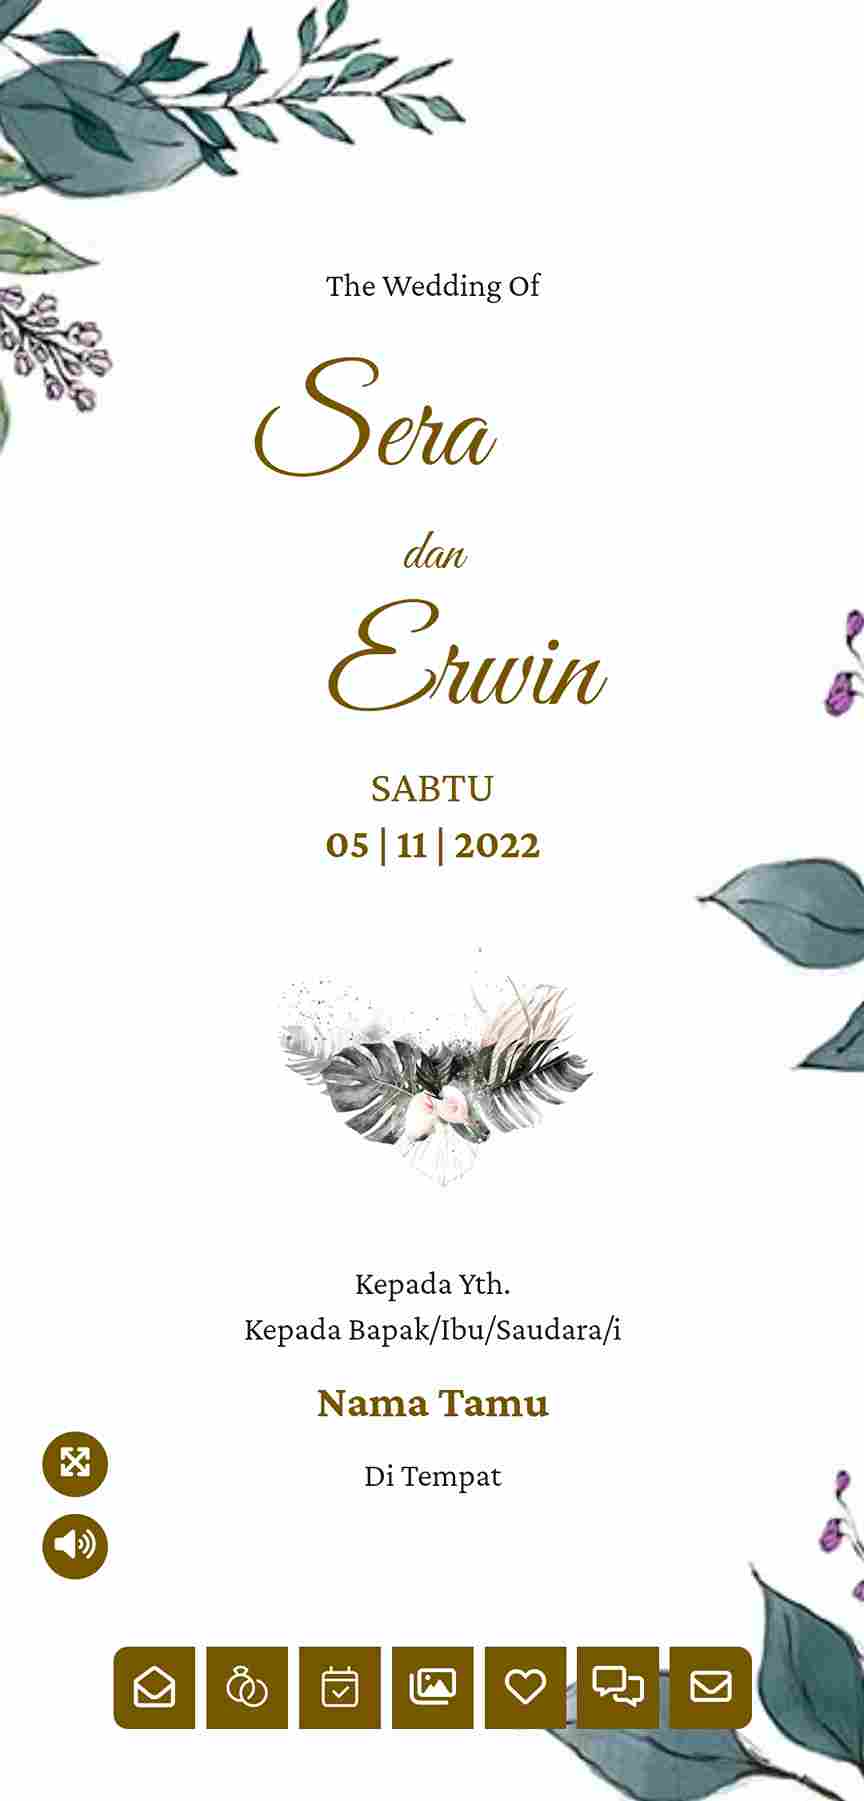 The Wedding Of
Sera
dan
Erwin
SABTU
05 | 11 | 2022
Kepada Yth.
Kepada Bapak/Ibu/Saudara/i
Nama Tamu
Di Tempat